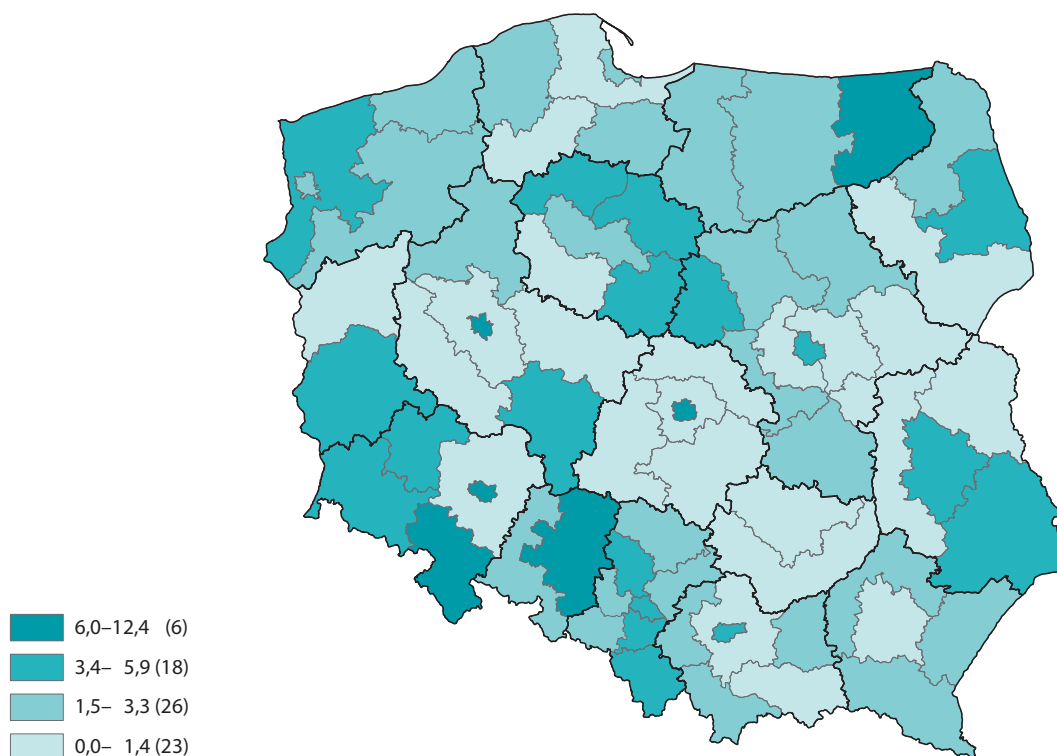 6,0–12,4 (6)
3,4– 5,9 (18)
1,5– 3,3 (26)
0,0– 1,4 (23)